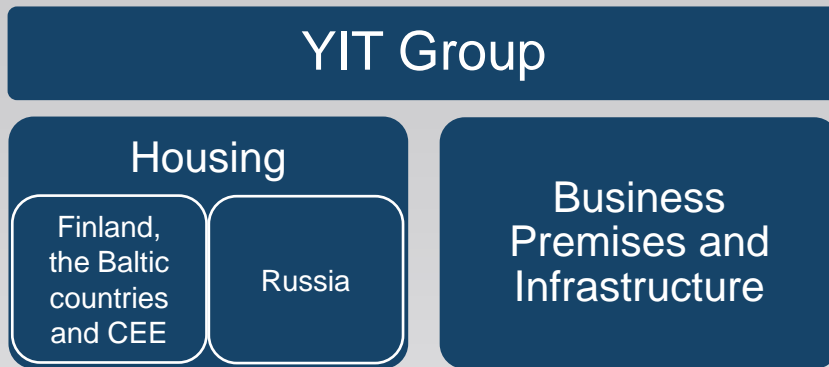 YIT Group
Housing
Finland,
the Baltic
countries
and CEE
Russia
Business
Premises and
Infrastructure